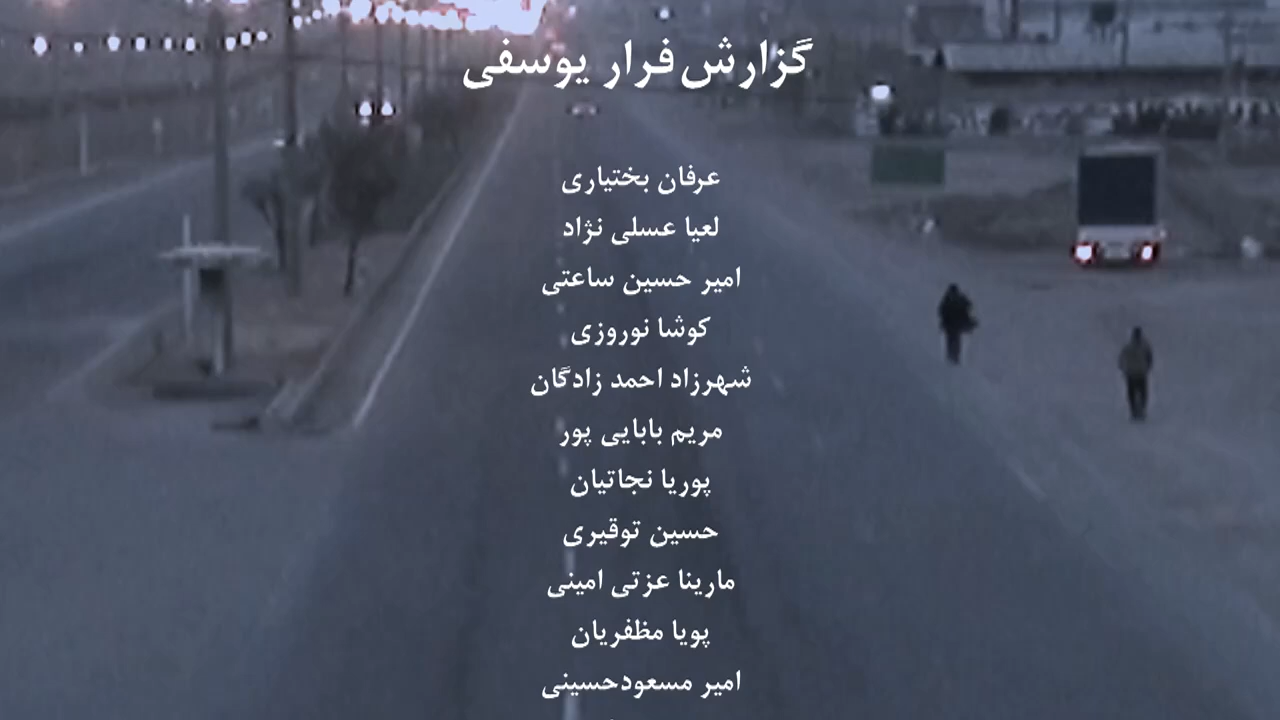 گزارش فرار یوسفی
عرفان بختیاری
لعیا عسلی نژاد
امیر حسین ساعتی
کوشا نوروزی
شهرزاد احمد زادگان
مریم بابایی پور
پوریا نجاتیان
حسین توقیری
مارینا عزتی امینی
پویا مظفریان
امیر مسعودحسینی